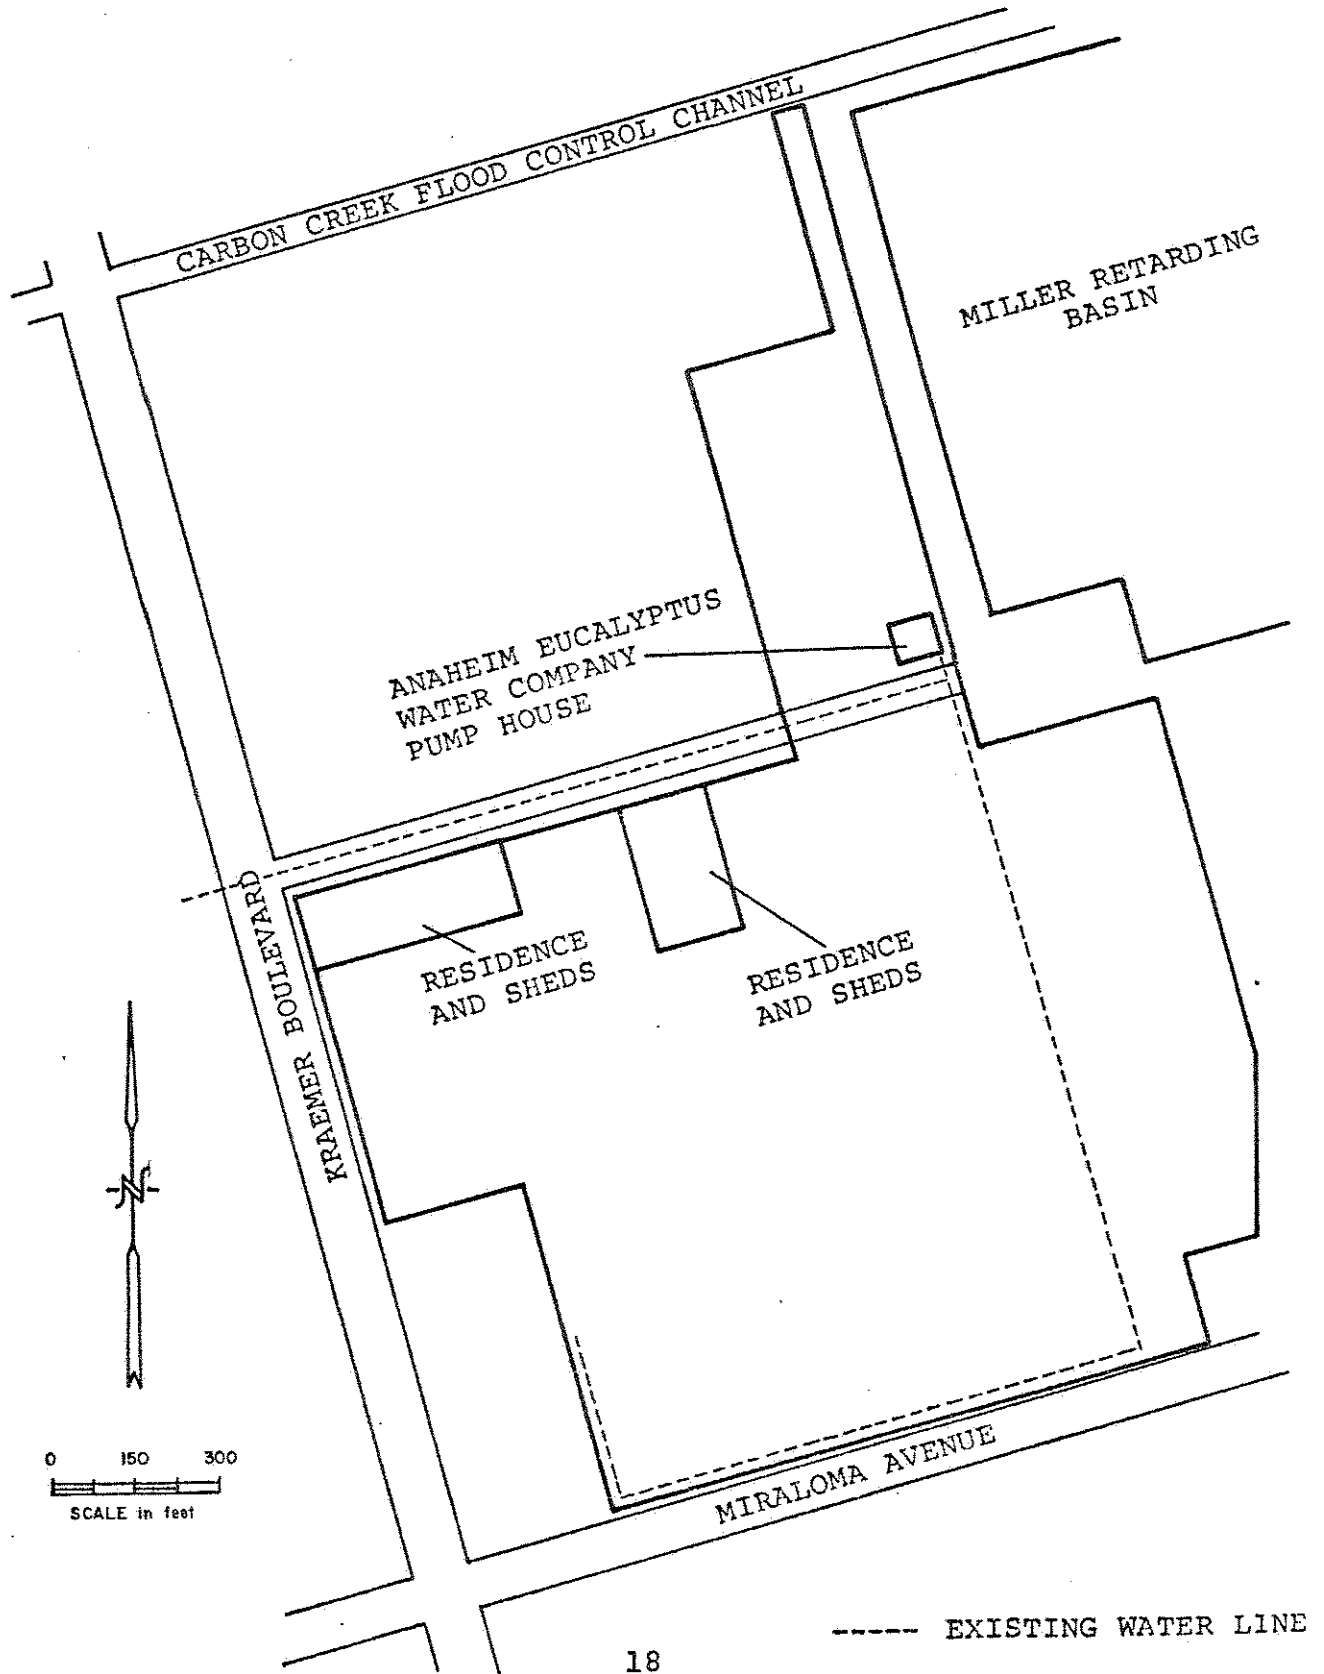 CARBON CREEK FLOOD CONTROL CHANNEL
MILLER RETARDING
BASIN
ANAHEIM EUCALYPTUS
WATER COMPANY
PUMP HOUSE
RESIDENCE
AND SHEDS
RESIDENCE
AND SHEDS
KRAEMER BOULEVARD
N
0 150 300
SCALE in feet
MIRALOMA AVENUE
----- EXISTING WATER LINE
18